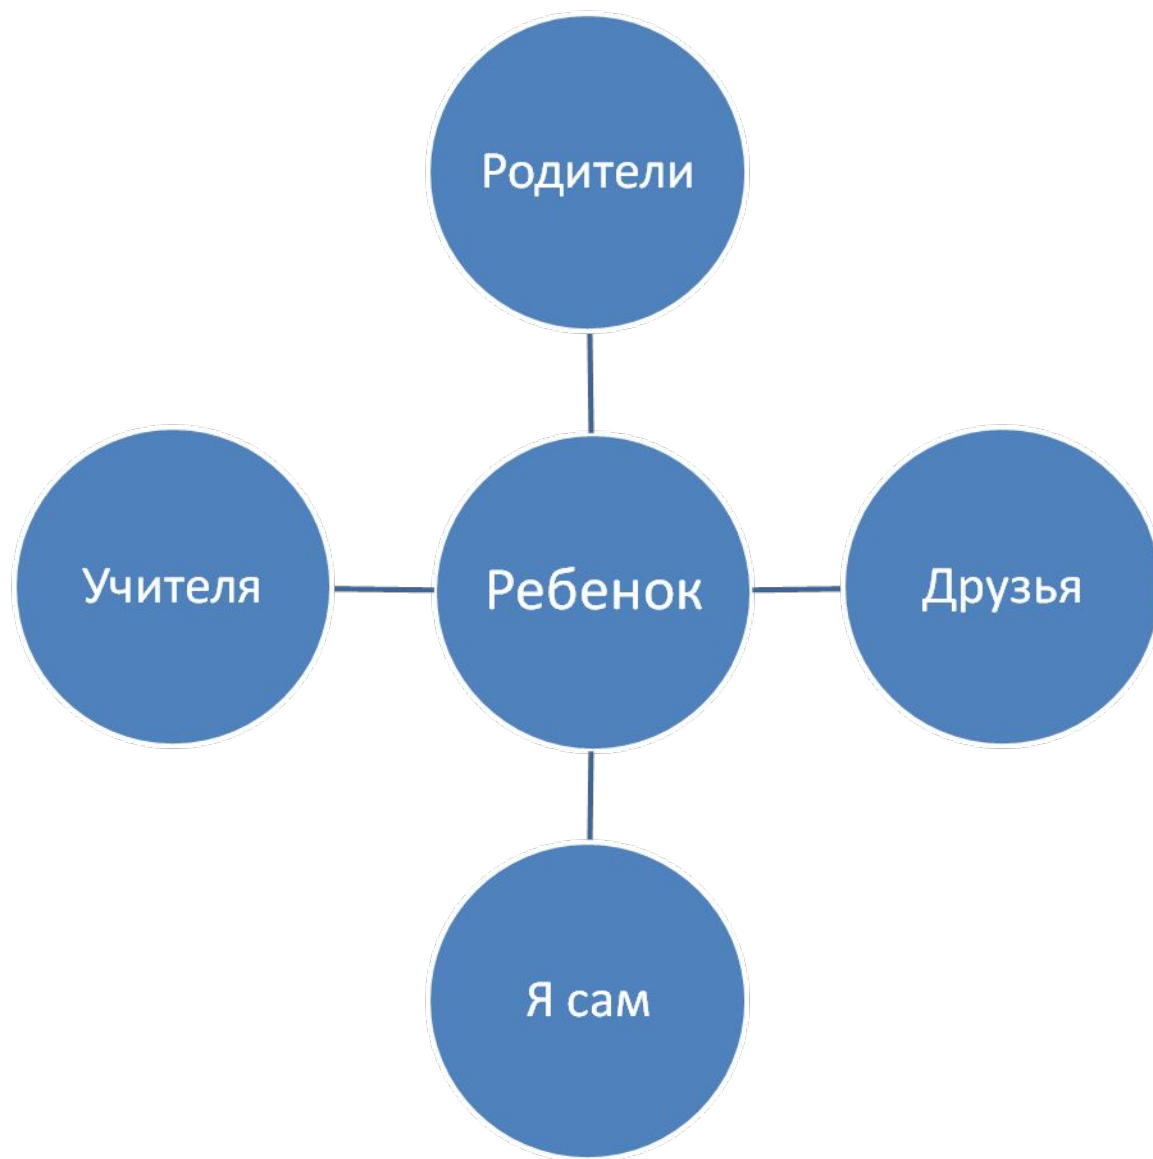 Родители
Учителя
Ребенок
Друзья
Я сам